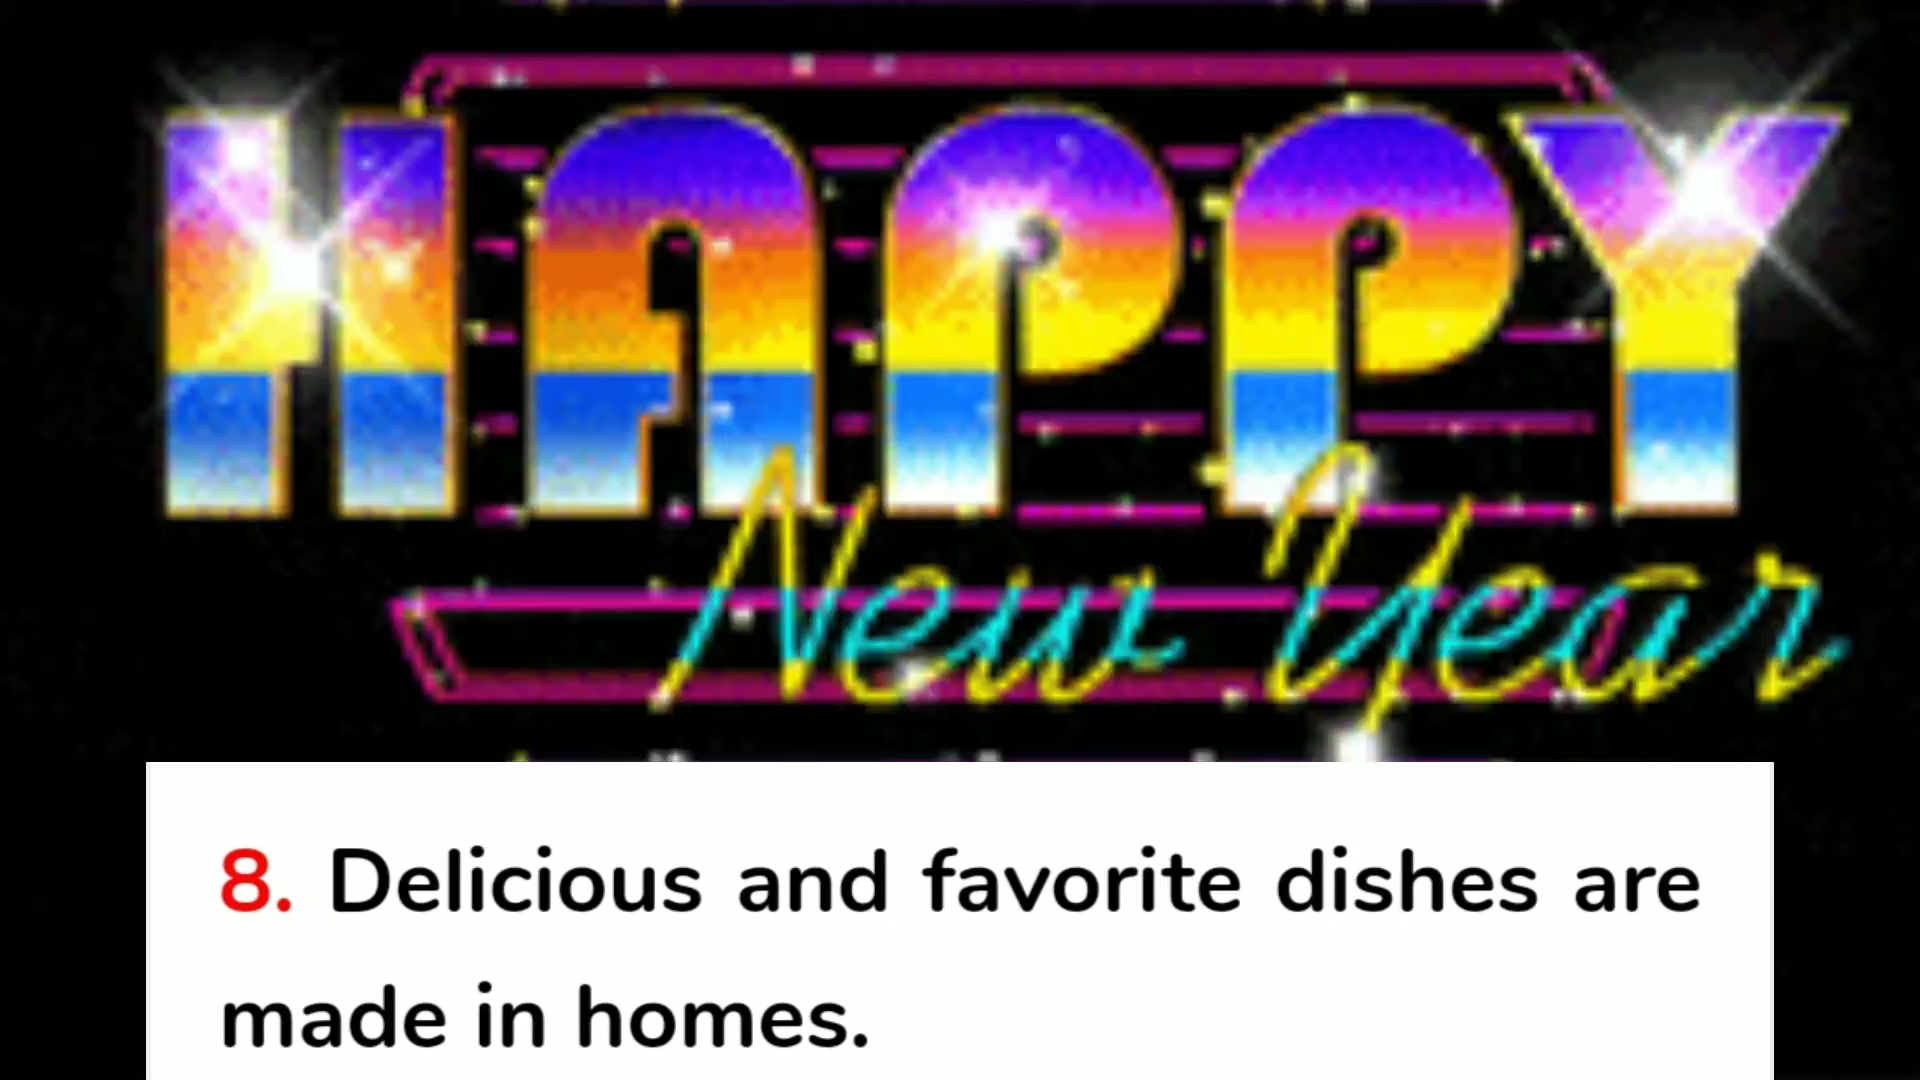 HAPPY
New Year
8. Delicious and favorite dishes are
made in homes.